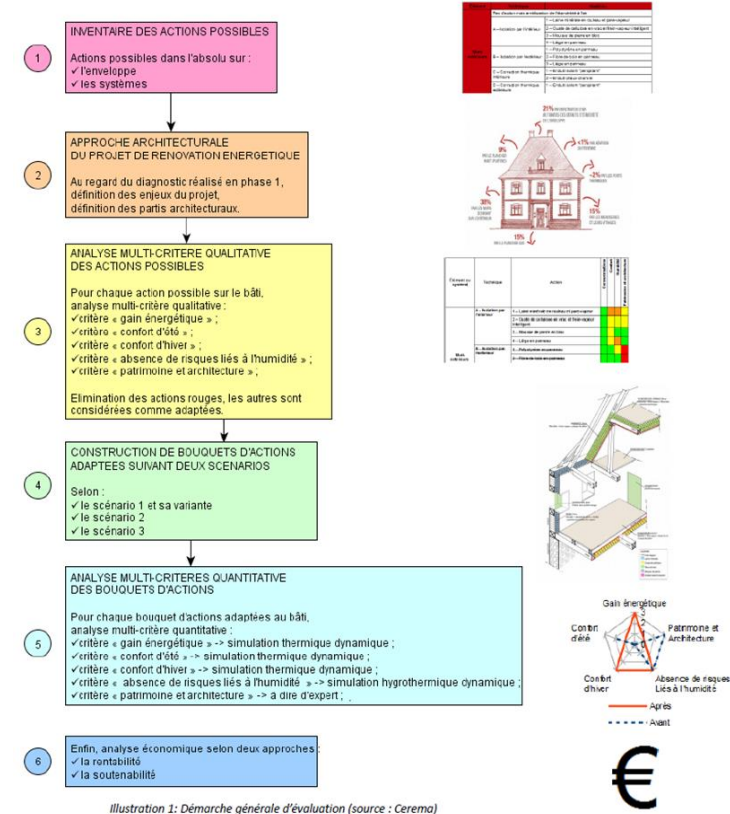 1
INVENTAIRE DES ACTIONS POSSIBLES
Actions possibles dans l'absolu sur :
✓ l'enveloppe
✓ les systèmes
2
APPROCHE ARCHITECTURALE
DU PROJET DE RENOVATION ENERGETIQUE
Au regard du diagnostic réalisé en phase 1,
définition des enjeux du projet,
définition des partis architecturaux.
21%
<1%
9%
~2%
38%
15%
15%
3
ANALYSE MULTI-CRITERE QUALITATIVE
DES ACTIONS POSSIBLES
Pour chaque action possible sur le bâti,
analyse multi-critère qualitative :
✓critère « gain énergétique » ;
✓critère « confort d'été » ;
✓critère « confort d'hiver » ;
✓critère « absence de risques liés à l'humidité » ;
✓critère « patrimoine et architecture » ;
Elimination des actions rouges, les autres sont
considérées comme adaptées.
Technique
Action
4
CONSTRUCTION DE BOUQUETS D'ACTIONS
ADAPTEES SUIVANT DEUX SCENARIOS
Selon :
✓ le scénario 1 et sa variante
✓ le scénario 2
✓ le scénario 3
5
ANALYSE MULTI-CRITERES QUANTITATIVE
DES BOUQUETS D'ACTIONS
Pour chaque bouquet d'actions adaptées au bâti,
analyse multi-critère quantitative :
✓critère « gain énergétique » -> simulation thermique dynamique ;
✓critère « confort d'été » -> simulation thermique dynamique ;
✓critère « confort d'hiver » -> simulation thermique dynamique ;
✓critère « absence de risques liés à l'humidité » -> simulation hygrothermique dynamique ;
✓critère « patrimoine et architecture » -> a dire d'expert ;
Gain énergétique
Confort
d'été
Patrimoine et
Architecture
Confort
d'hiver
Absence de risques
Liés à l'humidité
Après
Avant
6
Enfin, analyse économique selon deux approches :
✓ la rentabilité
✓ la soutenabilité
€
Illustration 1: Démarche générale d'évaluation (source : Cerema)